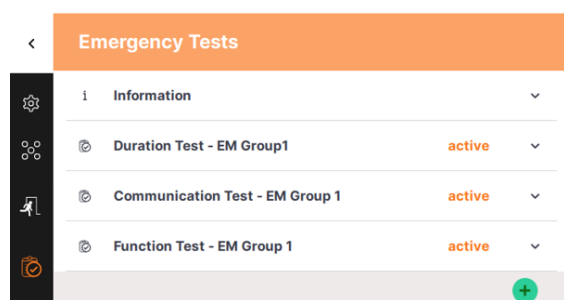 Emergency Tests
i Information
Duration Test - EM Group1 active
Communication Test - EM Group 1 active
Function Test - EM Group 1 active